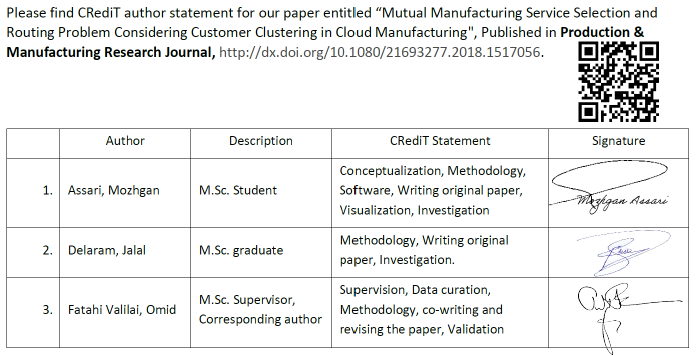 Please find CRediT author statement for our paper entitled “Mutual Manufacturing Service Selection and
Routing Problem Considering Customer Clustering in Cloud Manufacturing", Published in Production &
Manufacturing Research Journal, http://dx.doi.org/10.1080/21693277.2018.1517056.
Author Description CRediT Statement Signature
1. Assari, Mozhgan M.Sc. Student Conceptualization, Methodology,
Software, Writing original paper,
Visualization, Investigation
Mozhgan Assari
2. Delaram, Jalal M.Sc. graduate Methodology, Writing original
paper, Investigation.
3. Fatahi Valilai, Omid M.Sc. Supervisor,
Corresponding author
Supervision, Data curation,
Methodology, co-writing and
revising the paper, Validation